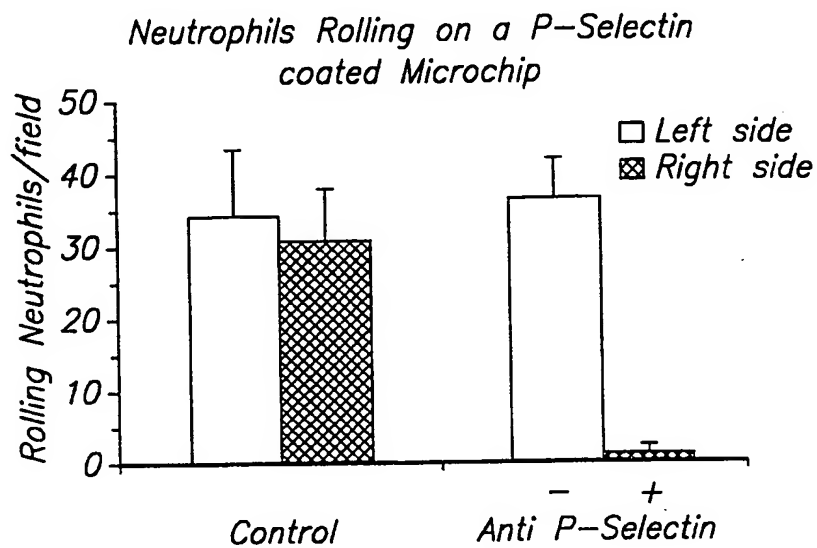 Neutrophils Rolling on a P-Selectin
coated Microchip
Rolling Neutrophils/field
50
40
30
20
10
0
Left side
Right side
- +
Control
Anti P-Selectin